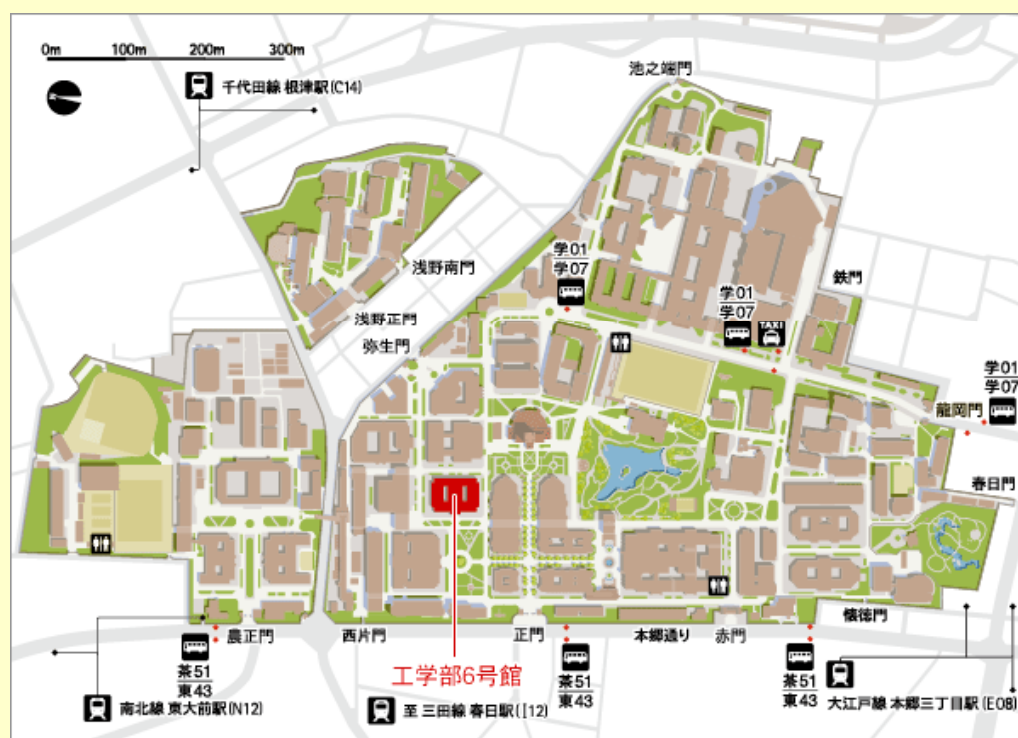 0m 100m 200m 300m
千代田線 根津駅(C14)
池之端門
浅野南門
浅野正門
弥生門
学01
学07
学01
学07
TAXI
鉄門
学01
学07
龍岡門
春日門
農正門
西片門
正門
本郷通り
赤門
懐徳門
茶51
東43
工学部6号館
茶51
東43
茶51
東43
南北線 東大前駅(N12)
至 三田線 春日駅(I12)
大江戸線 本郷三丁目駅(E08)